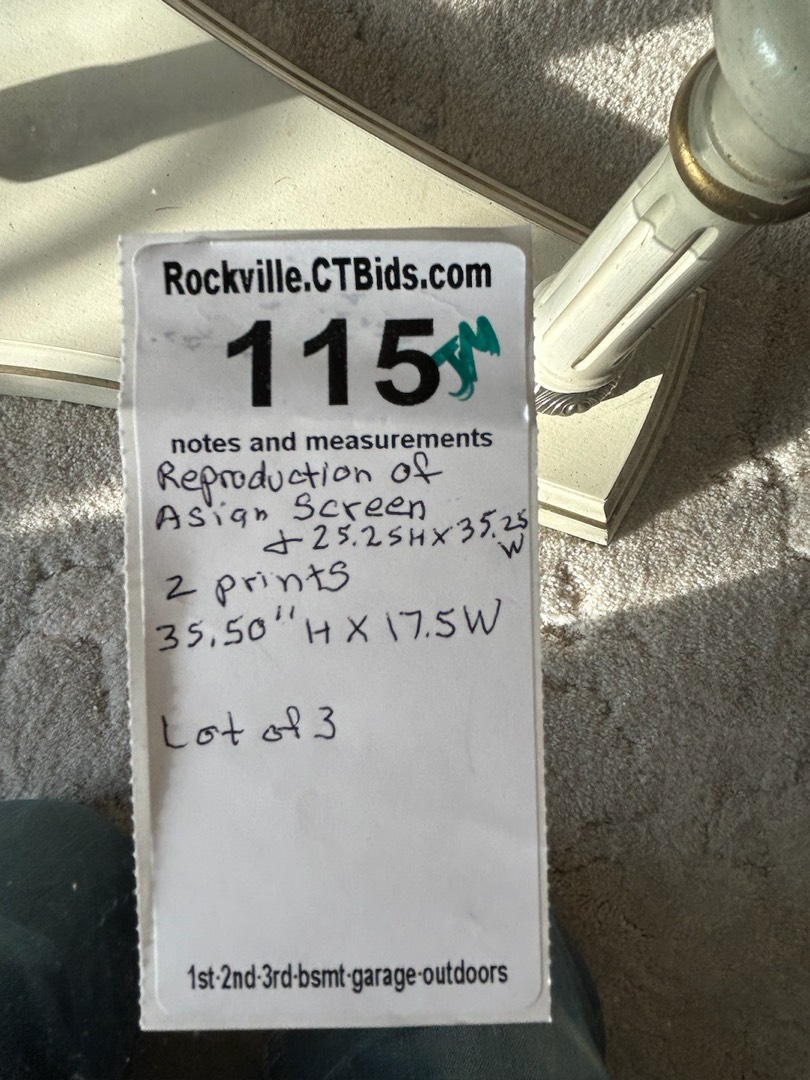 Rockville.CTBids.com
115 JM
notes and measurements
Reproduction of
Asian Screen
+ 25.25H X 35.25
W
2 prints
35.50" H X 17.5W
Lot of 3
1st-2nd-3rd-bsmt-garage-outdoors